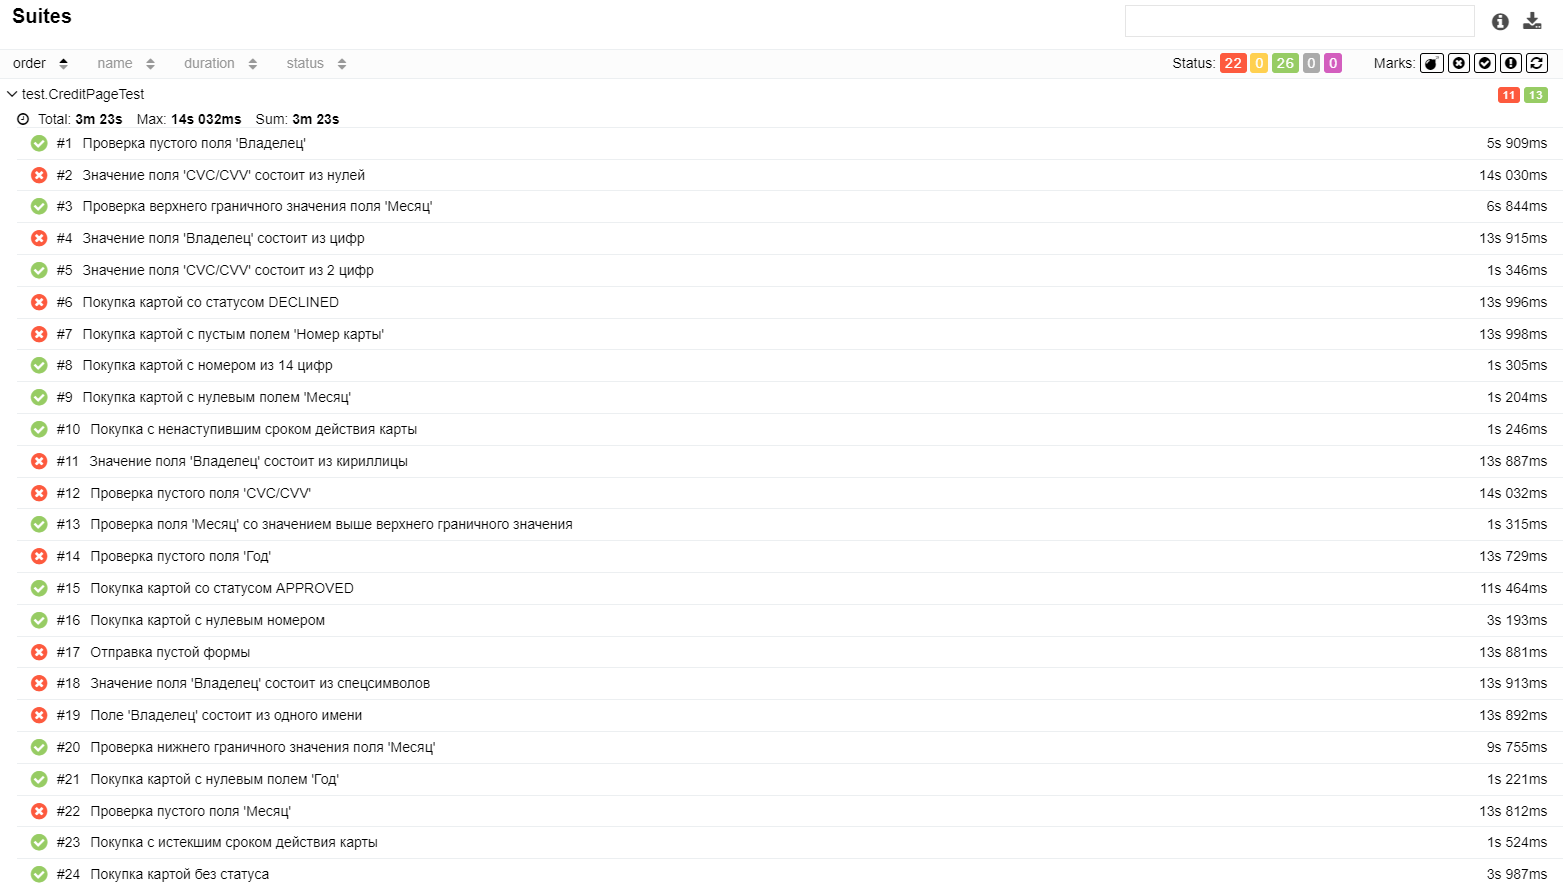 Suites
order name duration status Status: 22 0 26 0 0 Marks:
test.CreditPageTest 11 13
Total: 3m 23s Max: 14s 032ms Sum: 3m 23s
#1 Проверка пустого поля 'Владелец' 5s 909ms
#2 Значение поля 'CVC/CVV' состоит из нулей 14s 030ms
#3 Проверка верхнего граничного значения поля 'Месяц' 6s 844ms
#4 Значение поля 'Владелец' состоит из цифр 13s 915ms
#5 Значение поля 'CVC/CVV' состоит из 2 цифр 1s 346ms
#6 Покупка картой со статусом DECLINED 13s 996ms
#7 Покупка картой с пустым полем 'Номер карты' 13s 998ms
#8 Покупка картой с номером из 14 цифр 1s 305ms
#9 Покупка картой с нулевым полем 'Месяц' 1s 204ms
#10 Покупка с ненаступившим сроком действия карты 1s 246ms
#11 Значение поля 'Владелец' состоит из кириллицы 13s 887ms
#12 Проверка пустого поля 'CVC/CVV' 14s 032ms
#13 Проверка поля 'Месяц' со значением выше верхнего граничного значения 1s 315ms
#14 Проверка пустого поля 'Год' 13s 729ms
#15 Покупка картой со статусом APPROVED 11s 464ms
#16 Покупка картой с нулевым номером 3s 193ms
#17 Отправка пустой формы 13s 881ms
#18 Значение поля 'Владелец' состоит из спецсимволов 13s 913ms
#19 Поле 'Владелец' состоит из одного имени 13s 892ms
#20 Проверка нижнего граничного значения поля 'Месяц' 9s 755ms
#21 Покупка картой с нулевым полем 'Год' 1s 221ms
#22 Проверка пустого поля 'Месяц' 13s 812ms
#23 Покупка с истекшим сроком действия карты 1s 524ms
#24 Покупка картой без статуса 3s 987ms